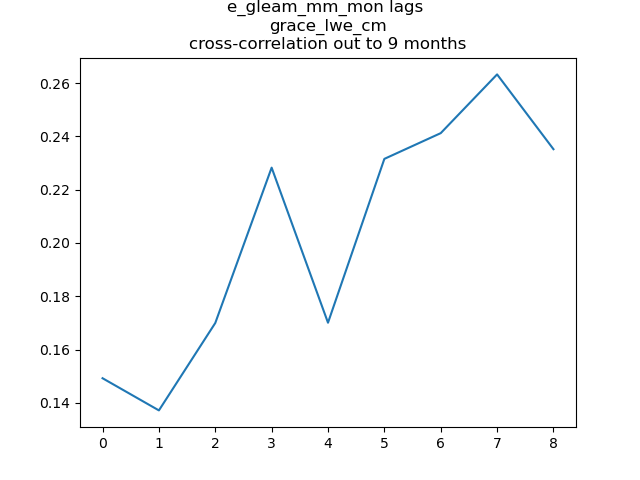 e_gleam_mm_mon lags
grace_lwe_cm
cross-correlation out to 9 months
0.26
0.24
0.22
0.20
0.18
0.16
0.14
0 1 2 3 4 5 6 7 8